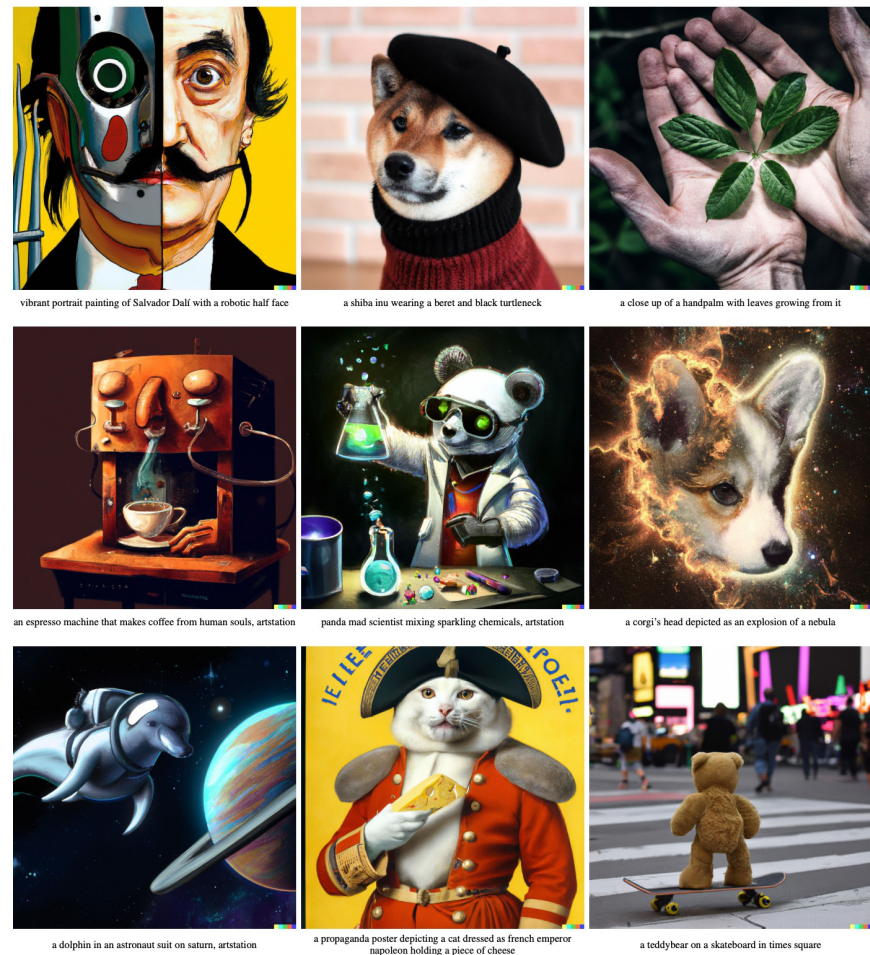 vibrant portrait painting of Salvador Dalí with a robotic half face
a shiba inu wearing a beret and black turtleneck
a close up of a handpalm with leaves growing from it
an espresso machine that makes coffee from human souls, artstation
panda mad scientist mixing sparkling chemicals, artstation
a corgi's head depicted as an explosion of a nebula
a dolphin in an astronaut suit on saturn, artstation
a propaganda poster depicting a cat dressed as french emperor
napoleon holding a piece of cheese
a teddybear on a skateboard in times square